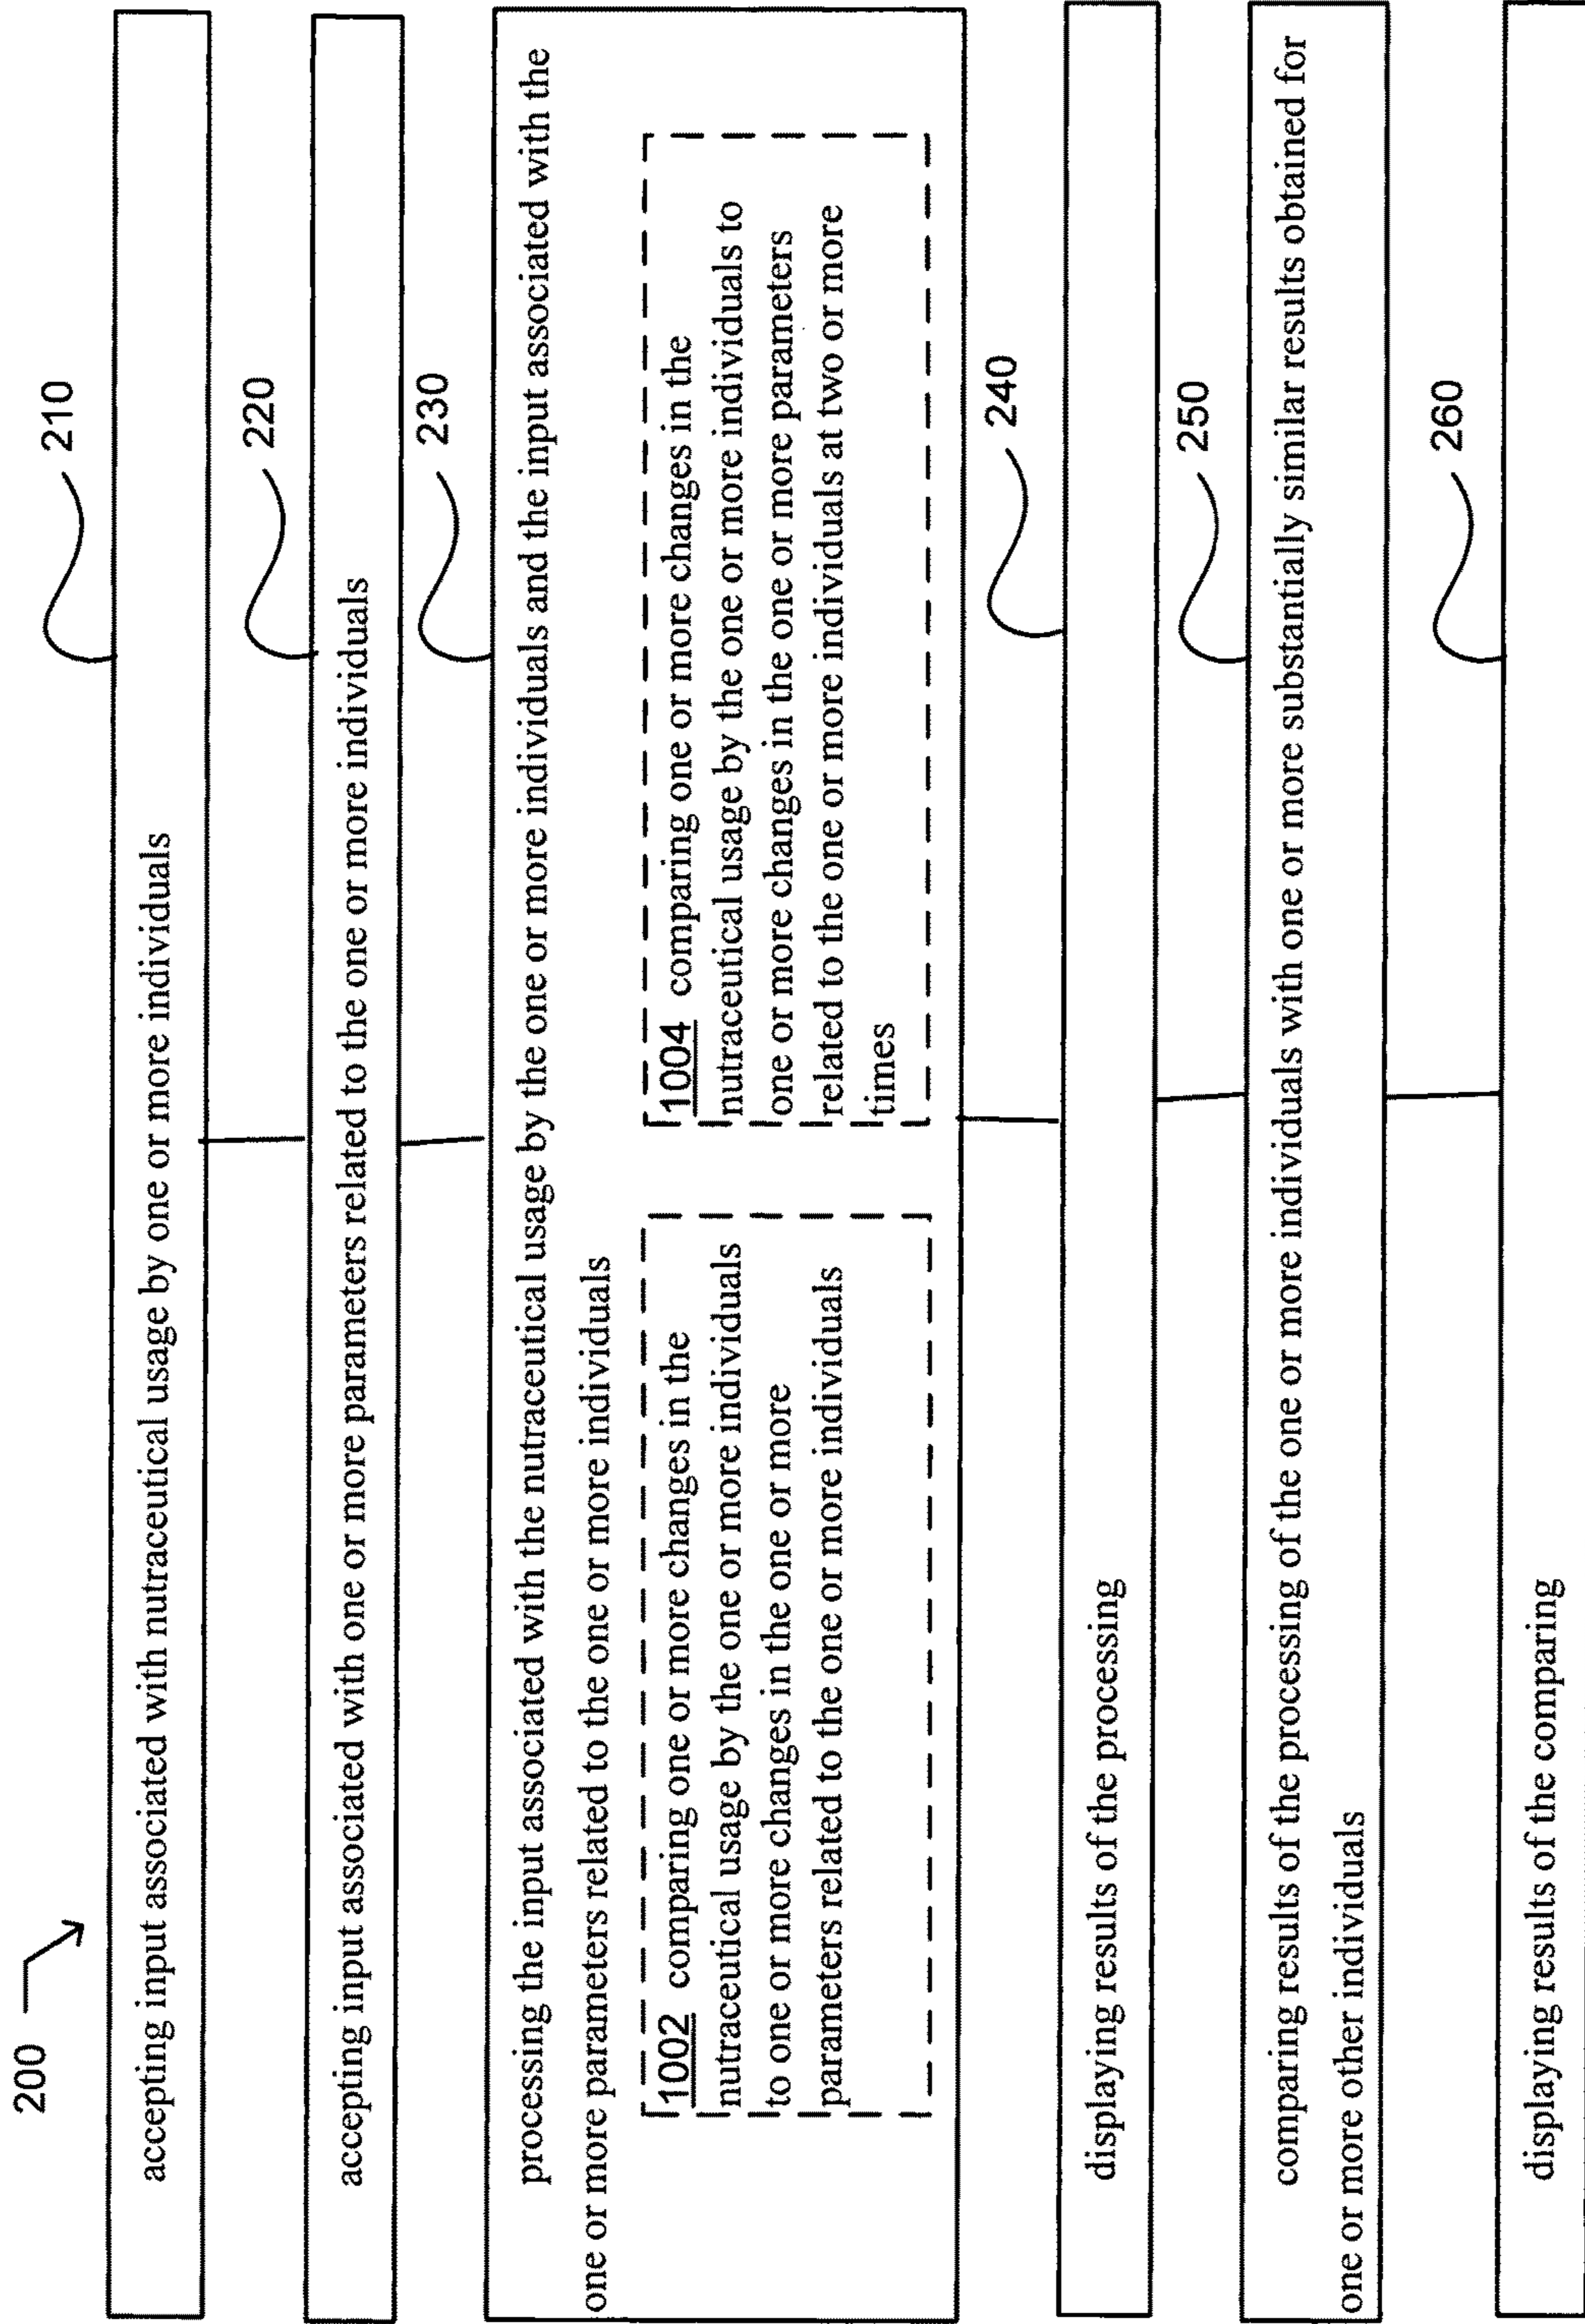 200
210
accepting input associated with nutraceutical usage by one or more individuals
220
accepting input associated with one or more parameters related to the one or more individuals
230
processing the input associated with the nutraceutical usage by the one or more individuals and the input associated with the
one or more parameters related to the one or more individuals
1002 comparing one or more changes in the
nutraceutical usage by the one or more individuals
to one or more changes in the one or more
parameters related to the one or more individuals
1004 comparing one or more changes in the
nutraceutical usage by the one or more individuals to
one or more changes in the one or more parameters
related to the one or more individuals at two or more
times
240
displaying results of the processing
250
comparing results of the processing of the one or more individuals with one or more substantially similar results obtained for
one or more other individuals
260
displaying results of the comparing